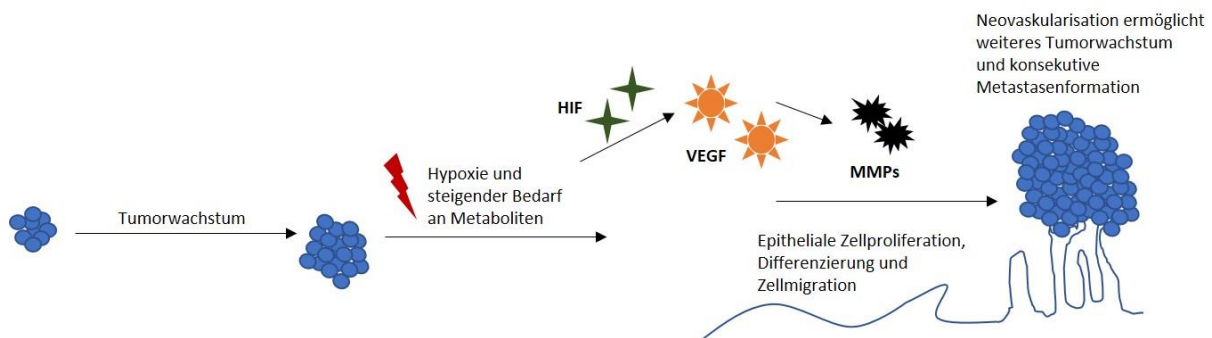 Tumorwachstum
Hypoxie und
steigender Bedarf
an Metaboliten
HIF
VEGF
MMPs
Epitheliale Zellproliferation,
Differenzierung und
Zellmigration
Neovaskularisation ermöglicht
weiteres Tumorwachstum
und konsekutive
Metastasenformation